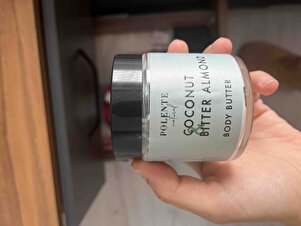 POLENTE
natural
COCONUT
&
BITTER ALMOND
BODY BUTTER